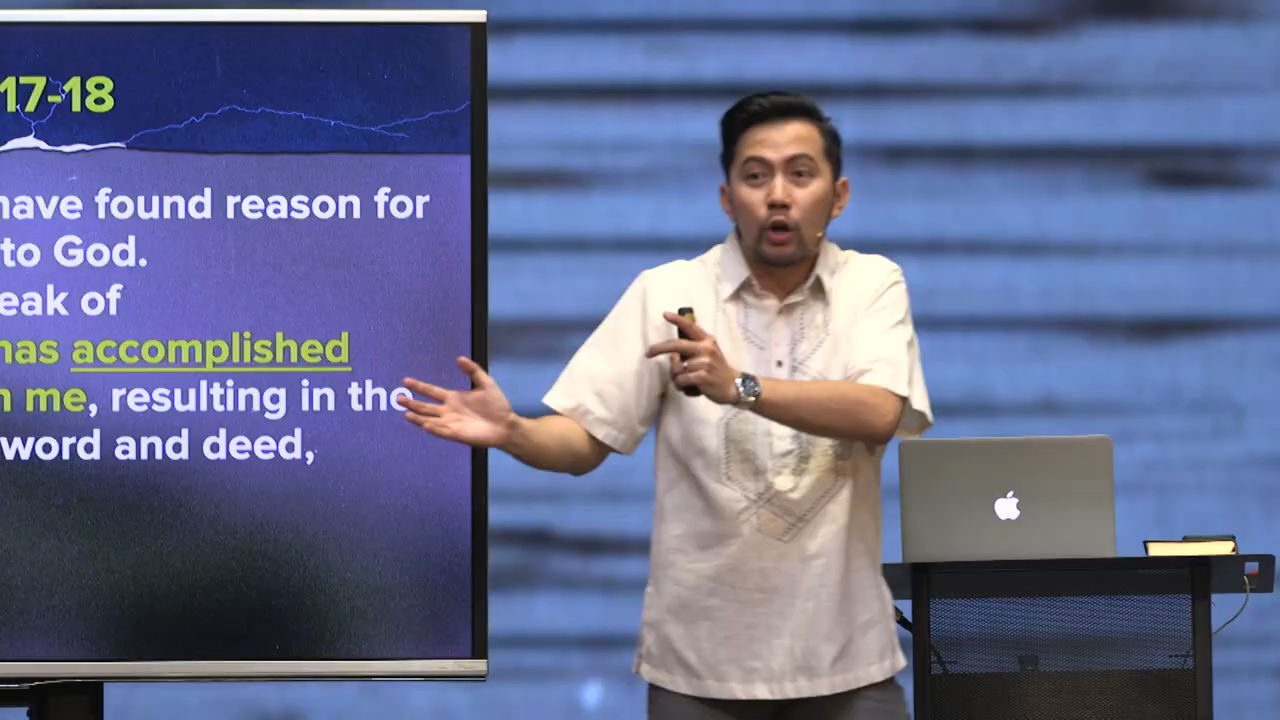 17-18
have found reason for
to God.
eak of
has accomplished
n me, resulting in the
word and deed,